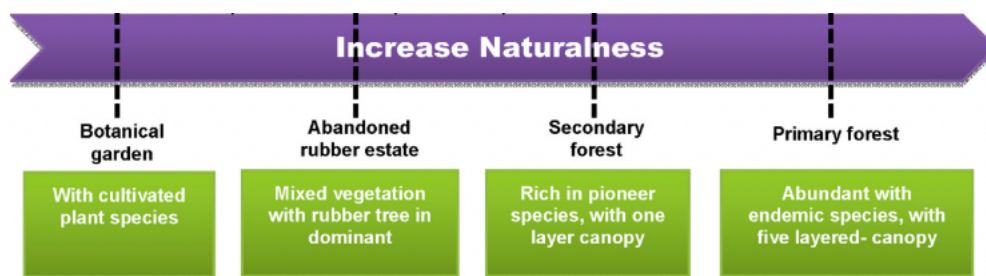 Increase Naturalness
Botanical
garden
Abandoned
rubber estate
Secondary
forest
Primary forest
With cultivated
plant species
Mixed vegetation
with rubber tree in
dominant
Rich in pioneer
species, with one
layer canopy
Abundant with
endemic species, with
five layered- canopy